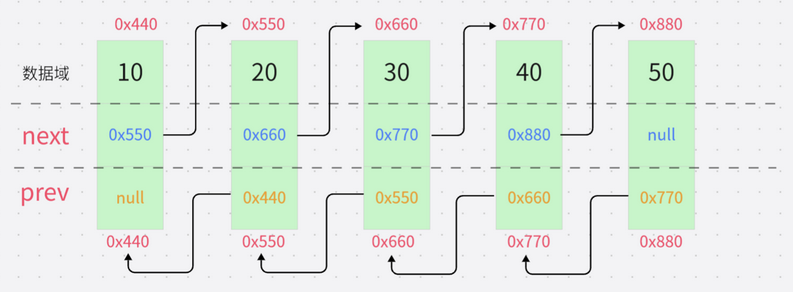 0x440 0x550 0x660 0x770 0x880
数据域 10 20 30 40 50
next 0x550 0x660 0x770 0x880 null
prev null 0x440 0x550 0x660 0x770
0x440 0x550 0x660 0x770 0x880